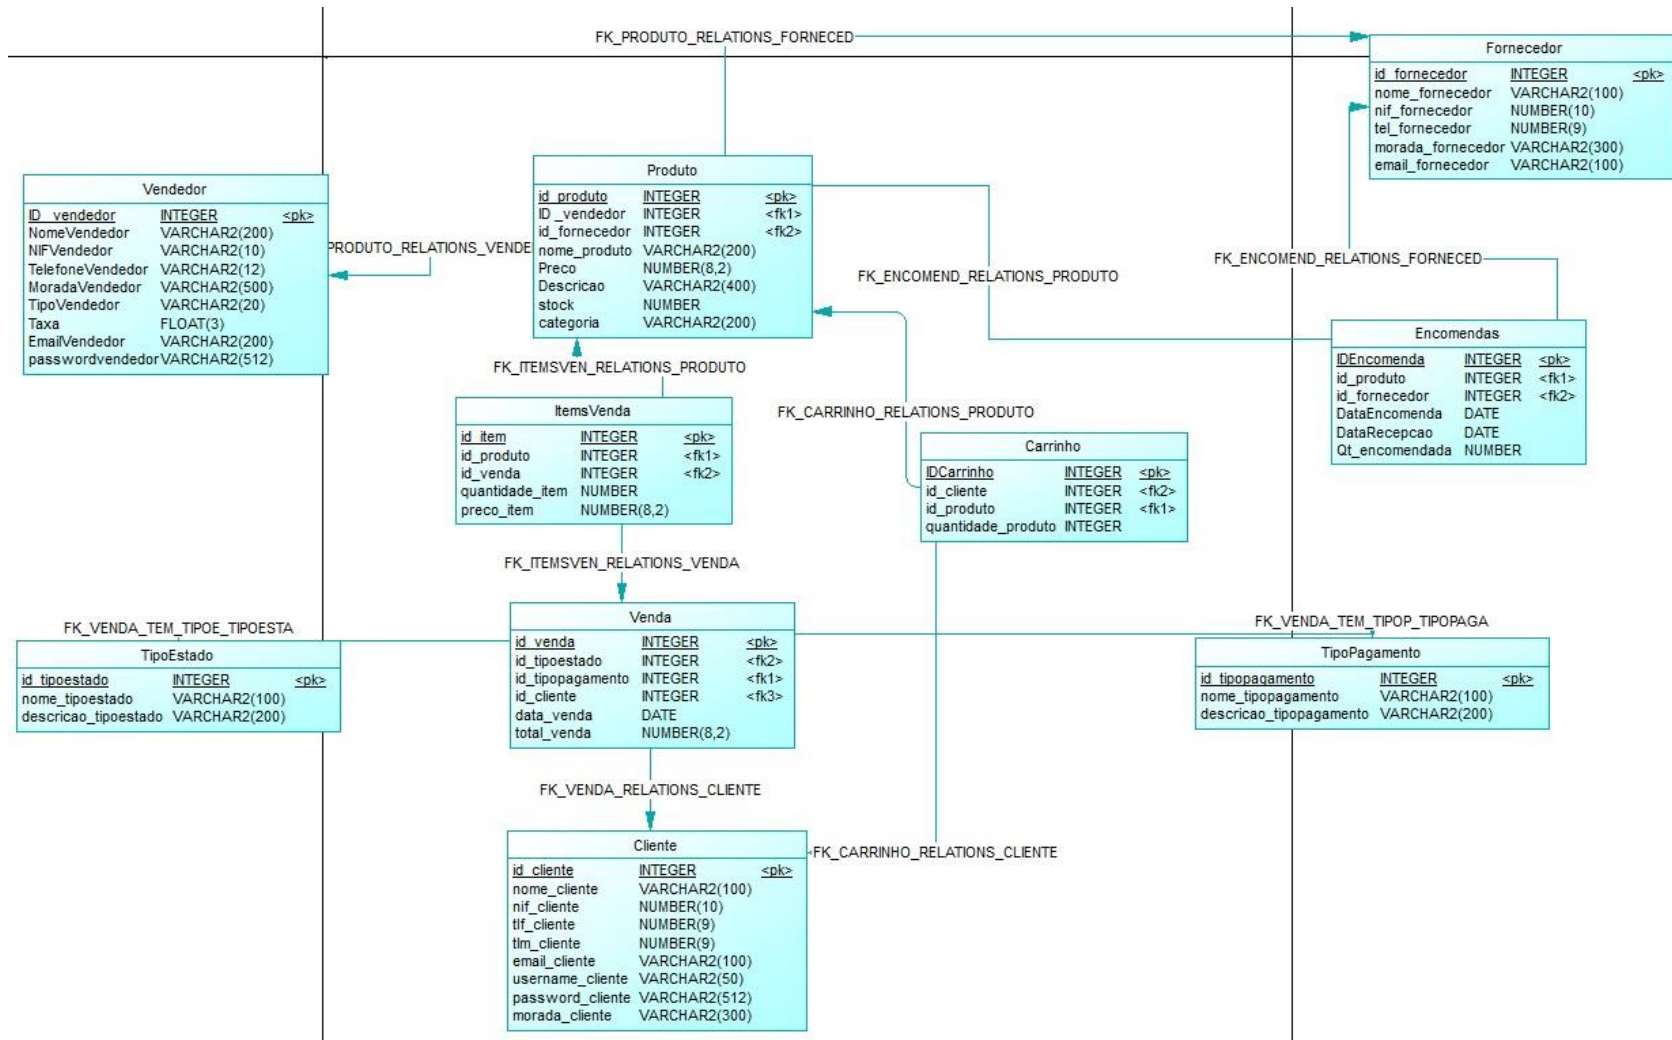 FK_PRODUTO_RELATIONS_FORNECED
Fornecedor
id_fornecedor INTEGER <pk>
nome_fornecedor VARCHAR2(100)
nif_fornecedor NUMBER(10)
tel_fornecedor NUMBER(9)
morada_fornecedor VARCHAR2(300)
email_fornecedor VARCHAR2(100)
Vendedor
ID_vendedor INTEGER <pk>
NomeVendedor VARCHAR2(200)
NIFVendedor VARCHAR2(10)
TelefoneVendedor VARCHAR2(12)
MoradaVendedor VARCHAR2(500)
TipoVendedor VARCHAR2(20)
Taxa FLOAT(3)
EmailVendedor VARCHAR2(200)
passwordvendedor VARCHAR2(512)
PRODUTO_RELATIONS_VENDE
Produto
id_produto INTEGER <pk>
ID_vendedor INTEGER <fk1>
id_fornecedor INTEGER <fk2>
nome_produto VARCHAR2(200)
Preco NUMBER(8,2)
Descricao VARCHAR2(400)
stock NUMBER
categoria VARCHAR2(200)
FK_ENCOMEND_RELATIONS_PRODUTO
FK_ENCOMEND_RELATIONS_FORNECED
Encomendas
IDEncomenda INTEGER <pk>
id_produto INTEGER <fk1>
id_fornecedor INTEGER <fk2>
DataEncomenda DATE
DataRecepcao DATE
Qt_encomendada NUMBER
FK_ITEMSVEN_RELATIONS_PRODUTO
ItemsVenda
id_item INTEGER <pk>
id_produto INTEGER <fk1>
id_venda INTEGER <fk2>
quantidade_item NUMBER
preco_item NUMBER(8,2)
FK_CARRINHO_RELATIONS_PRODUTO
Carrinho
IDCarrinho INTEGER <pk>
id_cliente INTEGER <fk2>
id_produto INTEGER <fk1>
quantidade_produto INTEGER
FK_ITEMSVEN_RELATIONS_VENDA
FK_VENDA_TEM_TIPOE_TIPOESTA
TipoEstado
id_tipoestado INTEGER <pk>
nome_tipoestado VARCHAR2(100)
descricao_tipoestado VARCHAR2(200)
Venda
id_venda INTEGER <pk>
id_tipoestado INTEGER <fk2>
id_tipopagamento INTEGER <fk1>
id_cliente INTEGER <fk3>
data_venda DATE
total_venda NUMBER(8,2)
FK_VENDA_TEM_TIPOP_TIPOPAGA
TipoPagamento
id_tipopagamento INTEGER <pk>
nome_tipopagamento VARCHAR2(100)
descricao_tipopagamento VARCHAR2(200)
FK_VENDA_RELATIONS_CLIENTE
Cliente
id_cliente INTEGER <pk>
nome_cliente VARCHAR2(100)
nif_cliente NUMBER(10)
tlf_cliente NUMBER(9)
tlm_cliente NUMBER(9)
email_cliente VARCHAR2(100)
username_cliente VARCHAR2(50)
password_cliente VARCHAR2(512)
morada_cliente VARCHAR2(300)
FK_CARRINHO_RELATIONS_CLIENTE